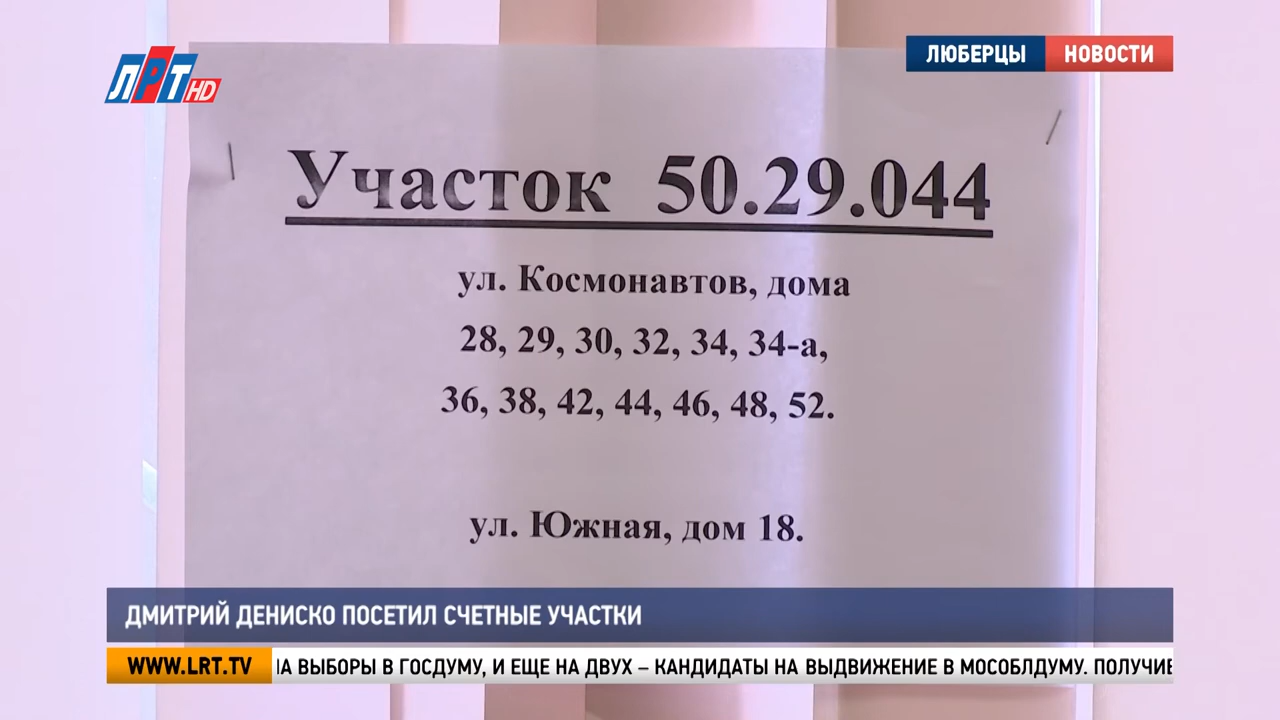 ЛРТ HD
ЛЮБЕРЦЫ НОВОСТИ
Участок 50.29.044
ул. Космонавтов, дома
28, 29, 30, 32, 34, 34-а,
36, 38, 42, 44, 46, 48, 52.
ул. Южная, дом 18.
ДМИТРИЙ ДЕНИСКО ПОСЕТИЛ СЧЕТНЫЕ УЧАСТКИ
WWW.LRT.TV ВЫБОРЫ В ГОСДУМУ, И ЕЩЕ НА ДВУХ – КАНДИДАТЫ НА ВЫДВИЖЕНИЕ В МОСОБЛДУМУ.